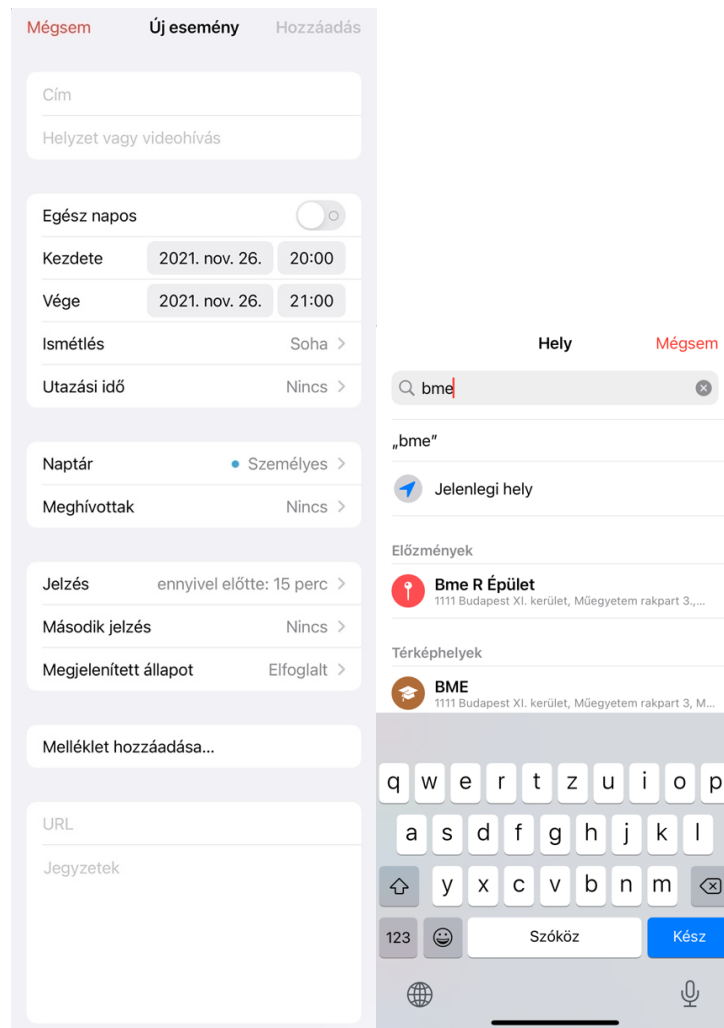 Mégsem Új esemény Hozzáadás
Cím
Helyzet vagy videohívás
Egész napos
Kezdete 2021. nov. 26. 20:00
Vége 2021. nov. 26. 21:00
Ismétlés Soha
Utazási idő Nincs
Naptár Személyes
Meghívottak Nincs
Jelzés ennyivel előtte: 15 perc
Második jelzés Nincs
Megjelenített állapot Elfoglalt
Melléklet hozzáadása...
URL
Jegyzetek
Hely Mégsem
bme
„bme”
Jelenlegi hely
Előzmények
Bme R Épület
1111 Budapest XI. kerület, Műegyetem rakpart 3.,...
Térképhelyek
BME
1111 Budapest XI. kerület, Műegyetem rakpart 3, M...
q w e r t z u i o p
a s d f g h j k l
y x c v b n m
123 Szóköz Kész